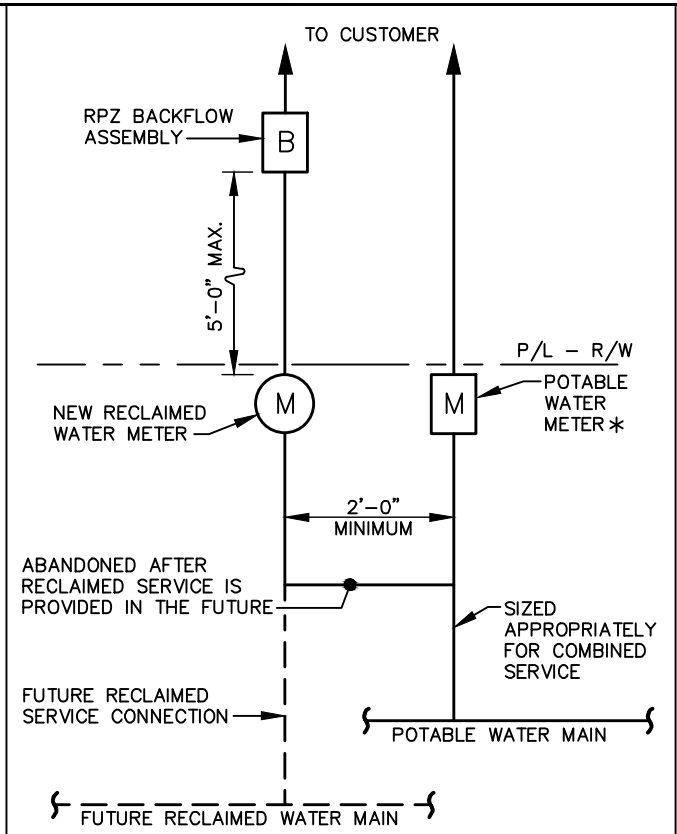 TO CUSTOMER
RPZ BACKFLOW
ASSEMBLY
B
5'-0" MAX.
P/L - R/W
M
M
POTABLE
WATER
METER*
NEW RECLAIMED
WATER METER
2'-0"
MINIMUM
ABANDONED AFTER
RECLAIMED SERVICE IS
PROVIDED IN THE FUTURE
SIZED
APPROPRIATELY
FOR COMBINED
SERVICE
FUTURE RECLAIMED
SERVICE CONNECTION
POTABLE WATER MAIN
FUTURE RECLAIMED WATER MAIN